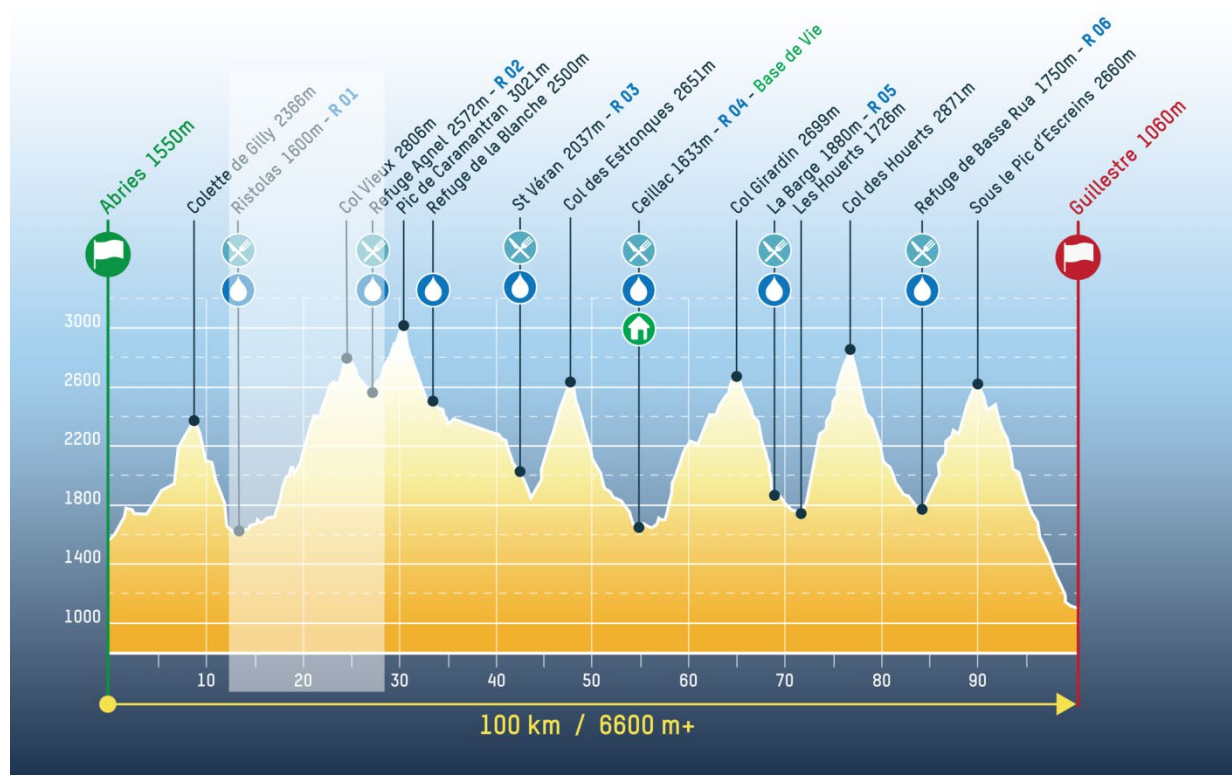 Abries 1550m
Colette de Gilly 2366m
Ristolas 1600m - R 01
Col Vieux 2806m
Refuge Agnel 2572m - R 02
Pic de Caramantran 3021m
Refuge de la Blanche 2500m
St Véran 2037m - R 03
Col des Estronques 2651m
Ceillac 1633m - R 04 - Base de Vie
Col Girardin 2699m
La Barge 1880m - R 05
Les Houerts 1726m
Col des Houerts 2871m
Refuge de Basse Rua 1750m - R 06
Sous le Pic d'Escreins 2660m
Guillestre 1060m
3000
2600
2200
1800
1400
1000
10 20 30 40 50 60 70 80 90
100 km / 6600 m+